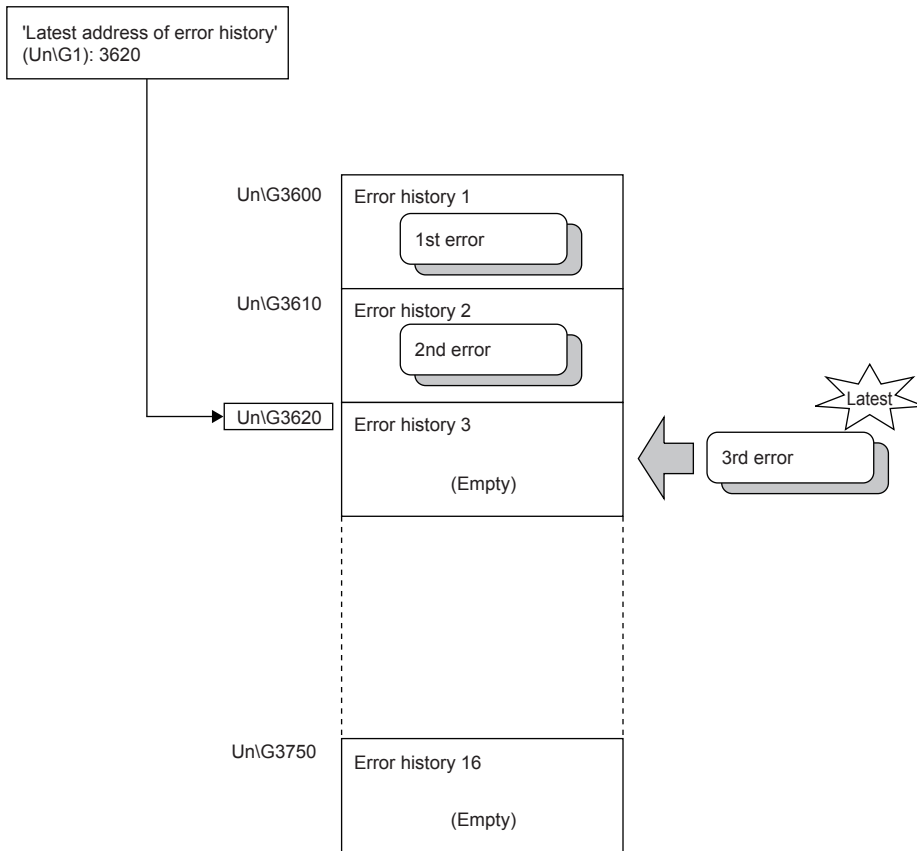 'Latest address of error history'
(Un\G1): 3620
Un\G3600
Error history 1
1st error
Un\G3610
Error history 2
2nd error
Un\G3620
Error history 3
(Empty)
Latest
3rd error
Un\G3750
Error history 16
(Empty)